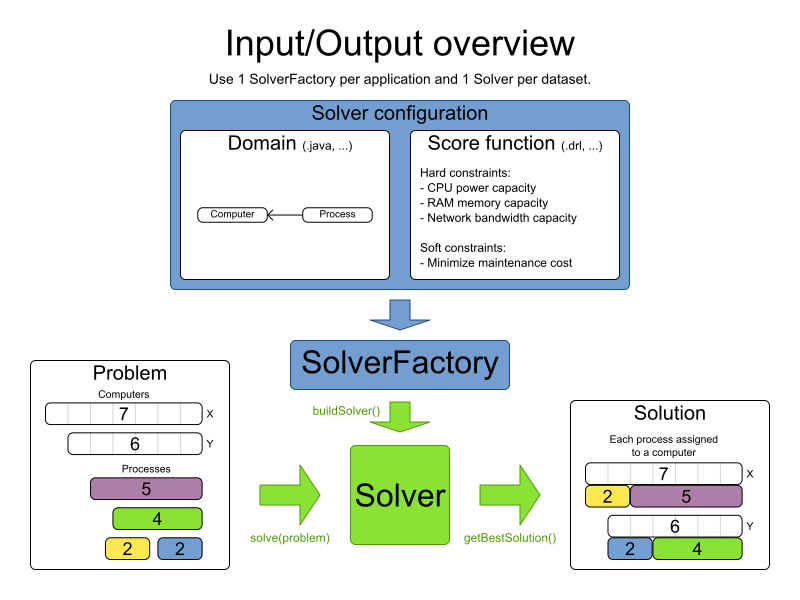 Input/Output overview
Use 1 SolverFactory per application and 1 Solver per dataset.
Solver configuration
Domain (.java, ...)
Computer
Process
Score function (.drl, ...)
Hard constraints:
- CPU power capacity
- RAM memory capacity
- Network bandwidth capacity
Soft constraints:
- Minimize maintenance cost
SolverFactory
buildSolver()
Problem
Computers
7 X
6 Y
Processes
5
4
2 2
solve(problem)
Solver
getBestSolution()
Solution
Each process assigned
to a computer
7 X
2 5
6 Y
2 4